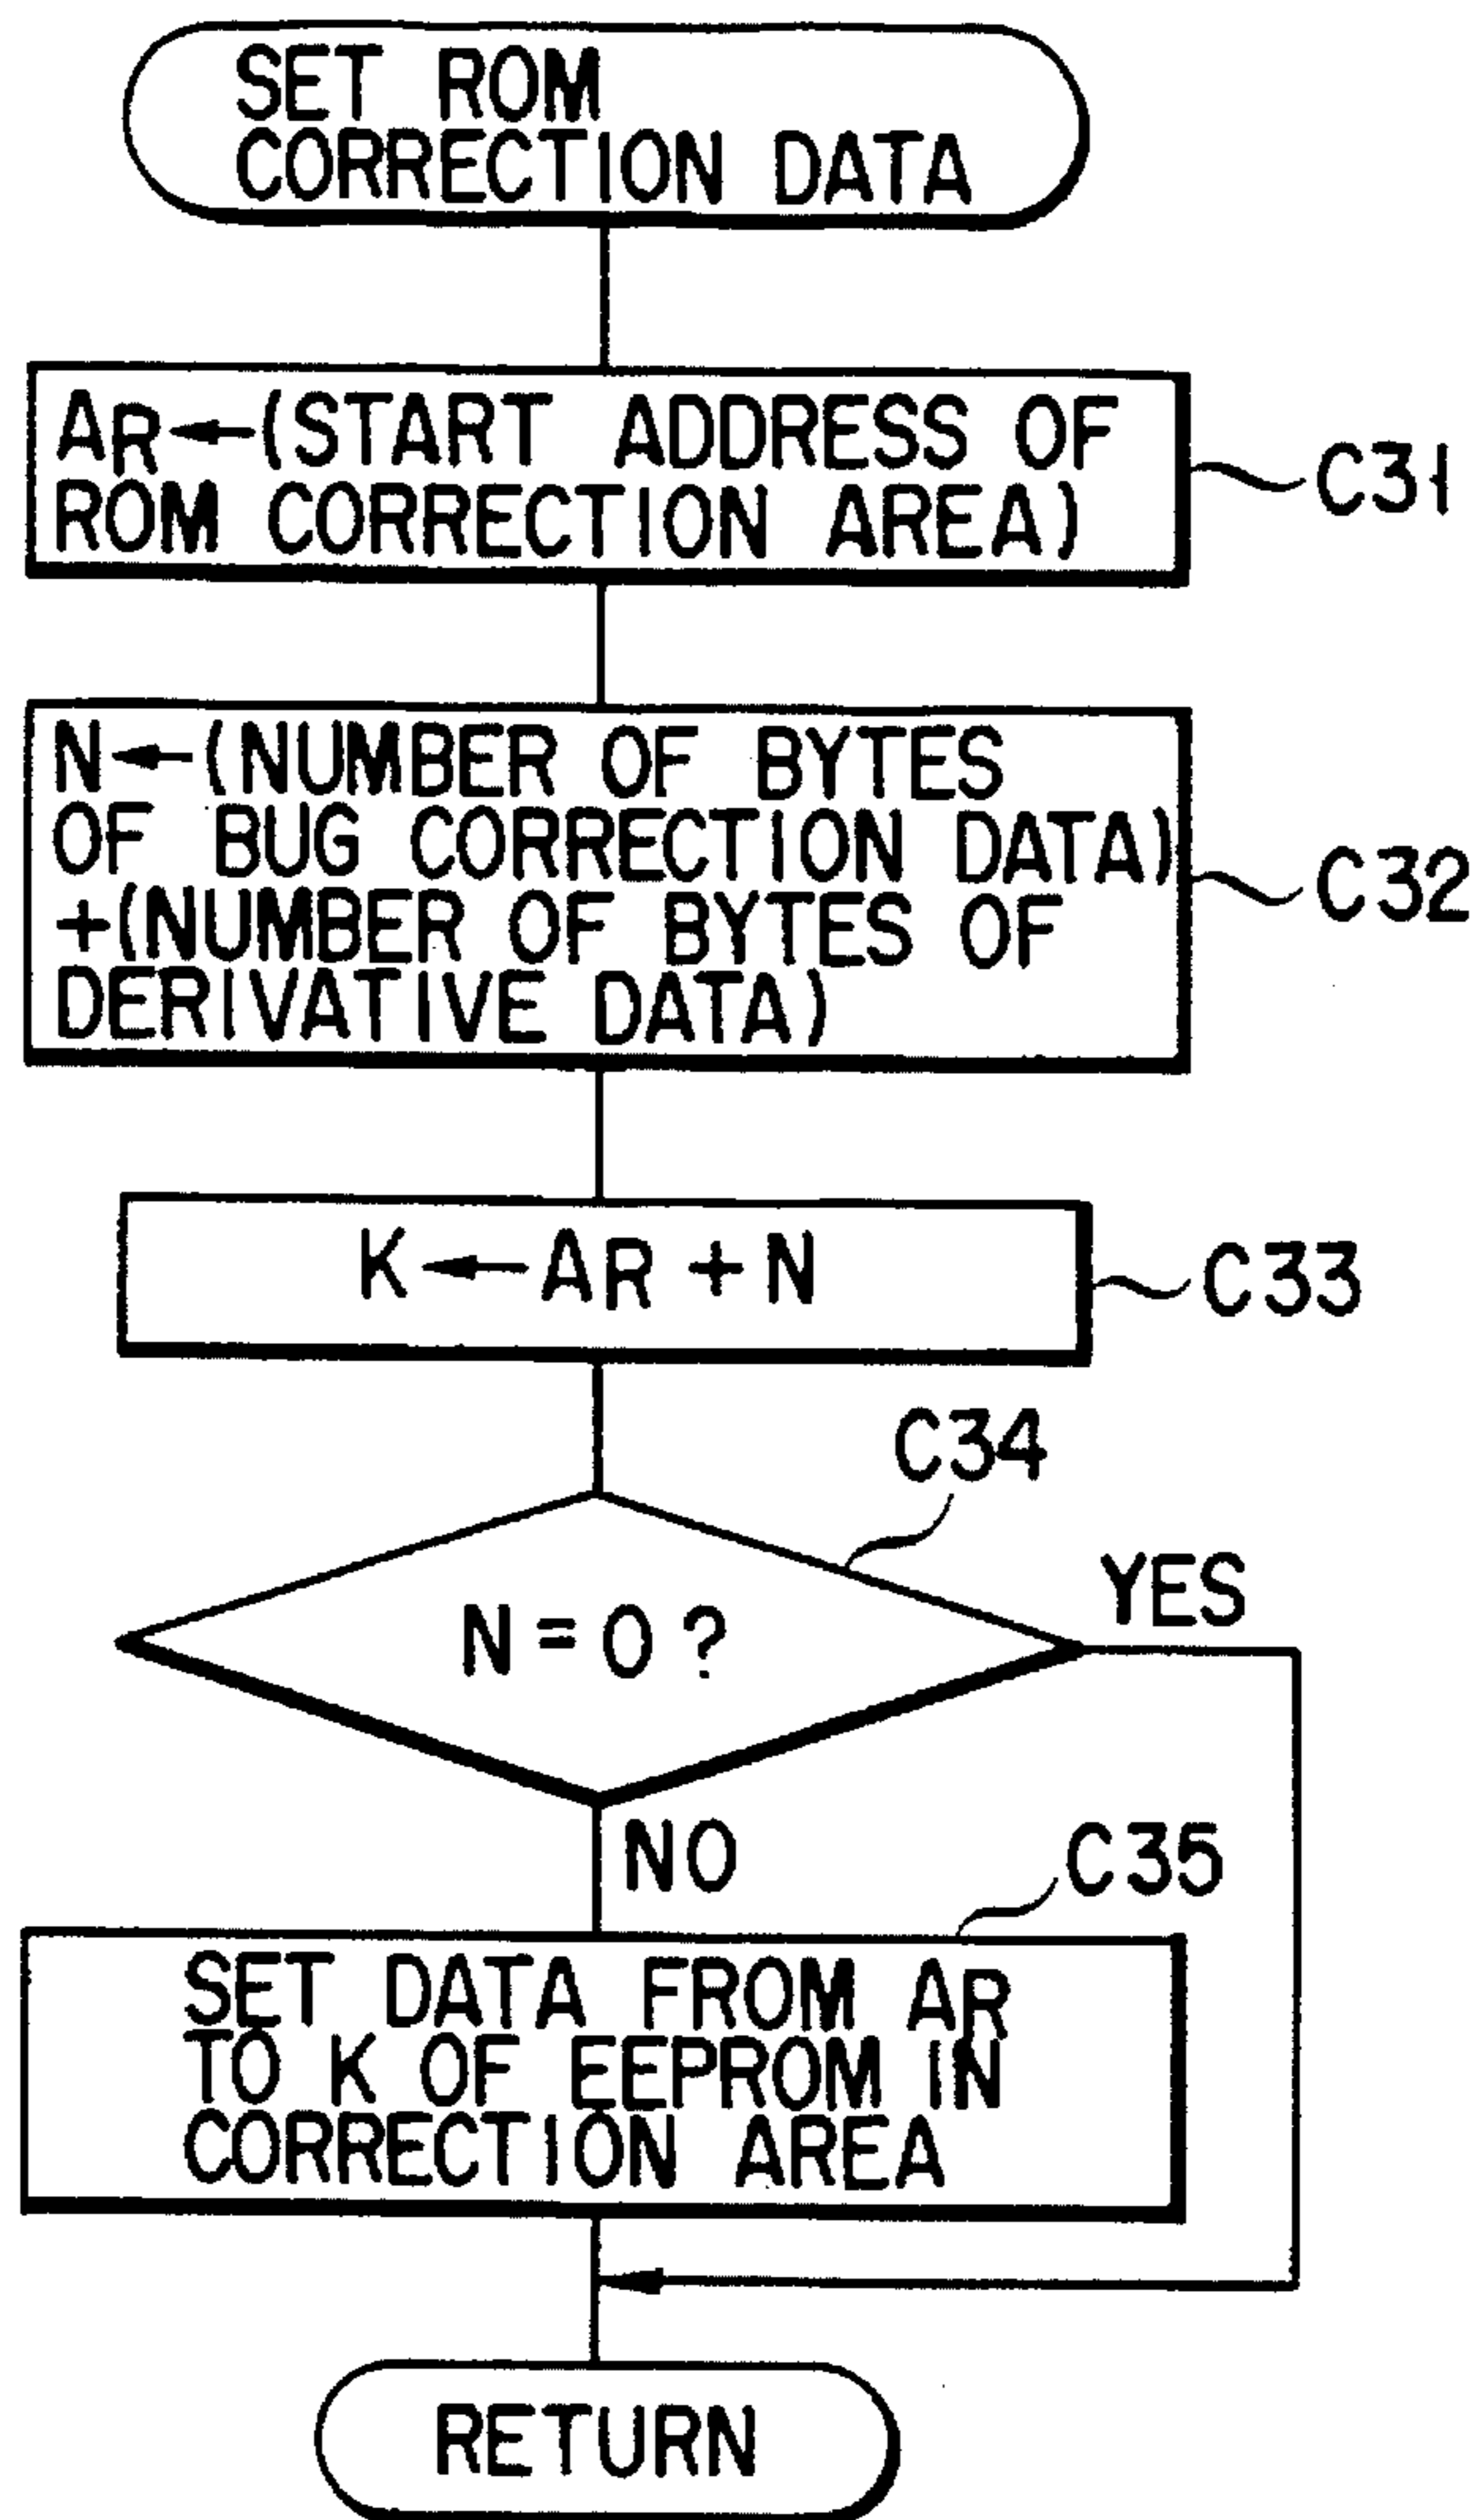 SET ROM
CORRECTION DATA
AR←(START ADDRESS OF
ROM CORRECTION AREA)
C31
N←(NUMBER OF BYTES
OF BUG CORRECTION DATA)
+(NUMBER OF BYTES OF
DERIVATIVE DATA)
C32
K←AR+N
C33
C34
N=0?
YES
NO
C35
SET DATA FROM AR
TO K OF EEPROM IN
CORRECTION AREA
RETURN